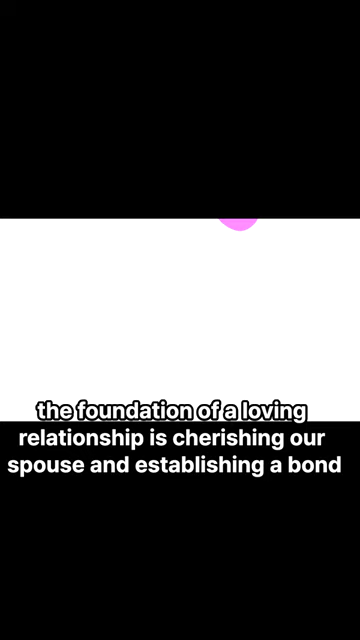 the foundation of a loving
relationship is cherishing our
spouse and establishing a bond